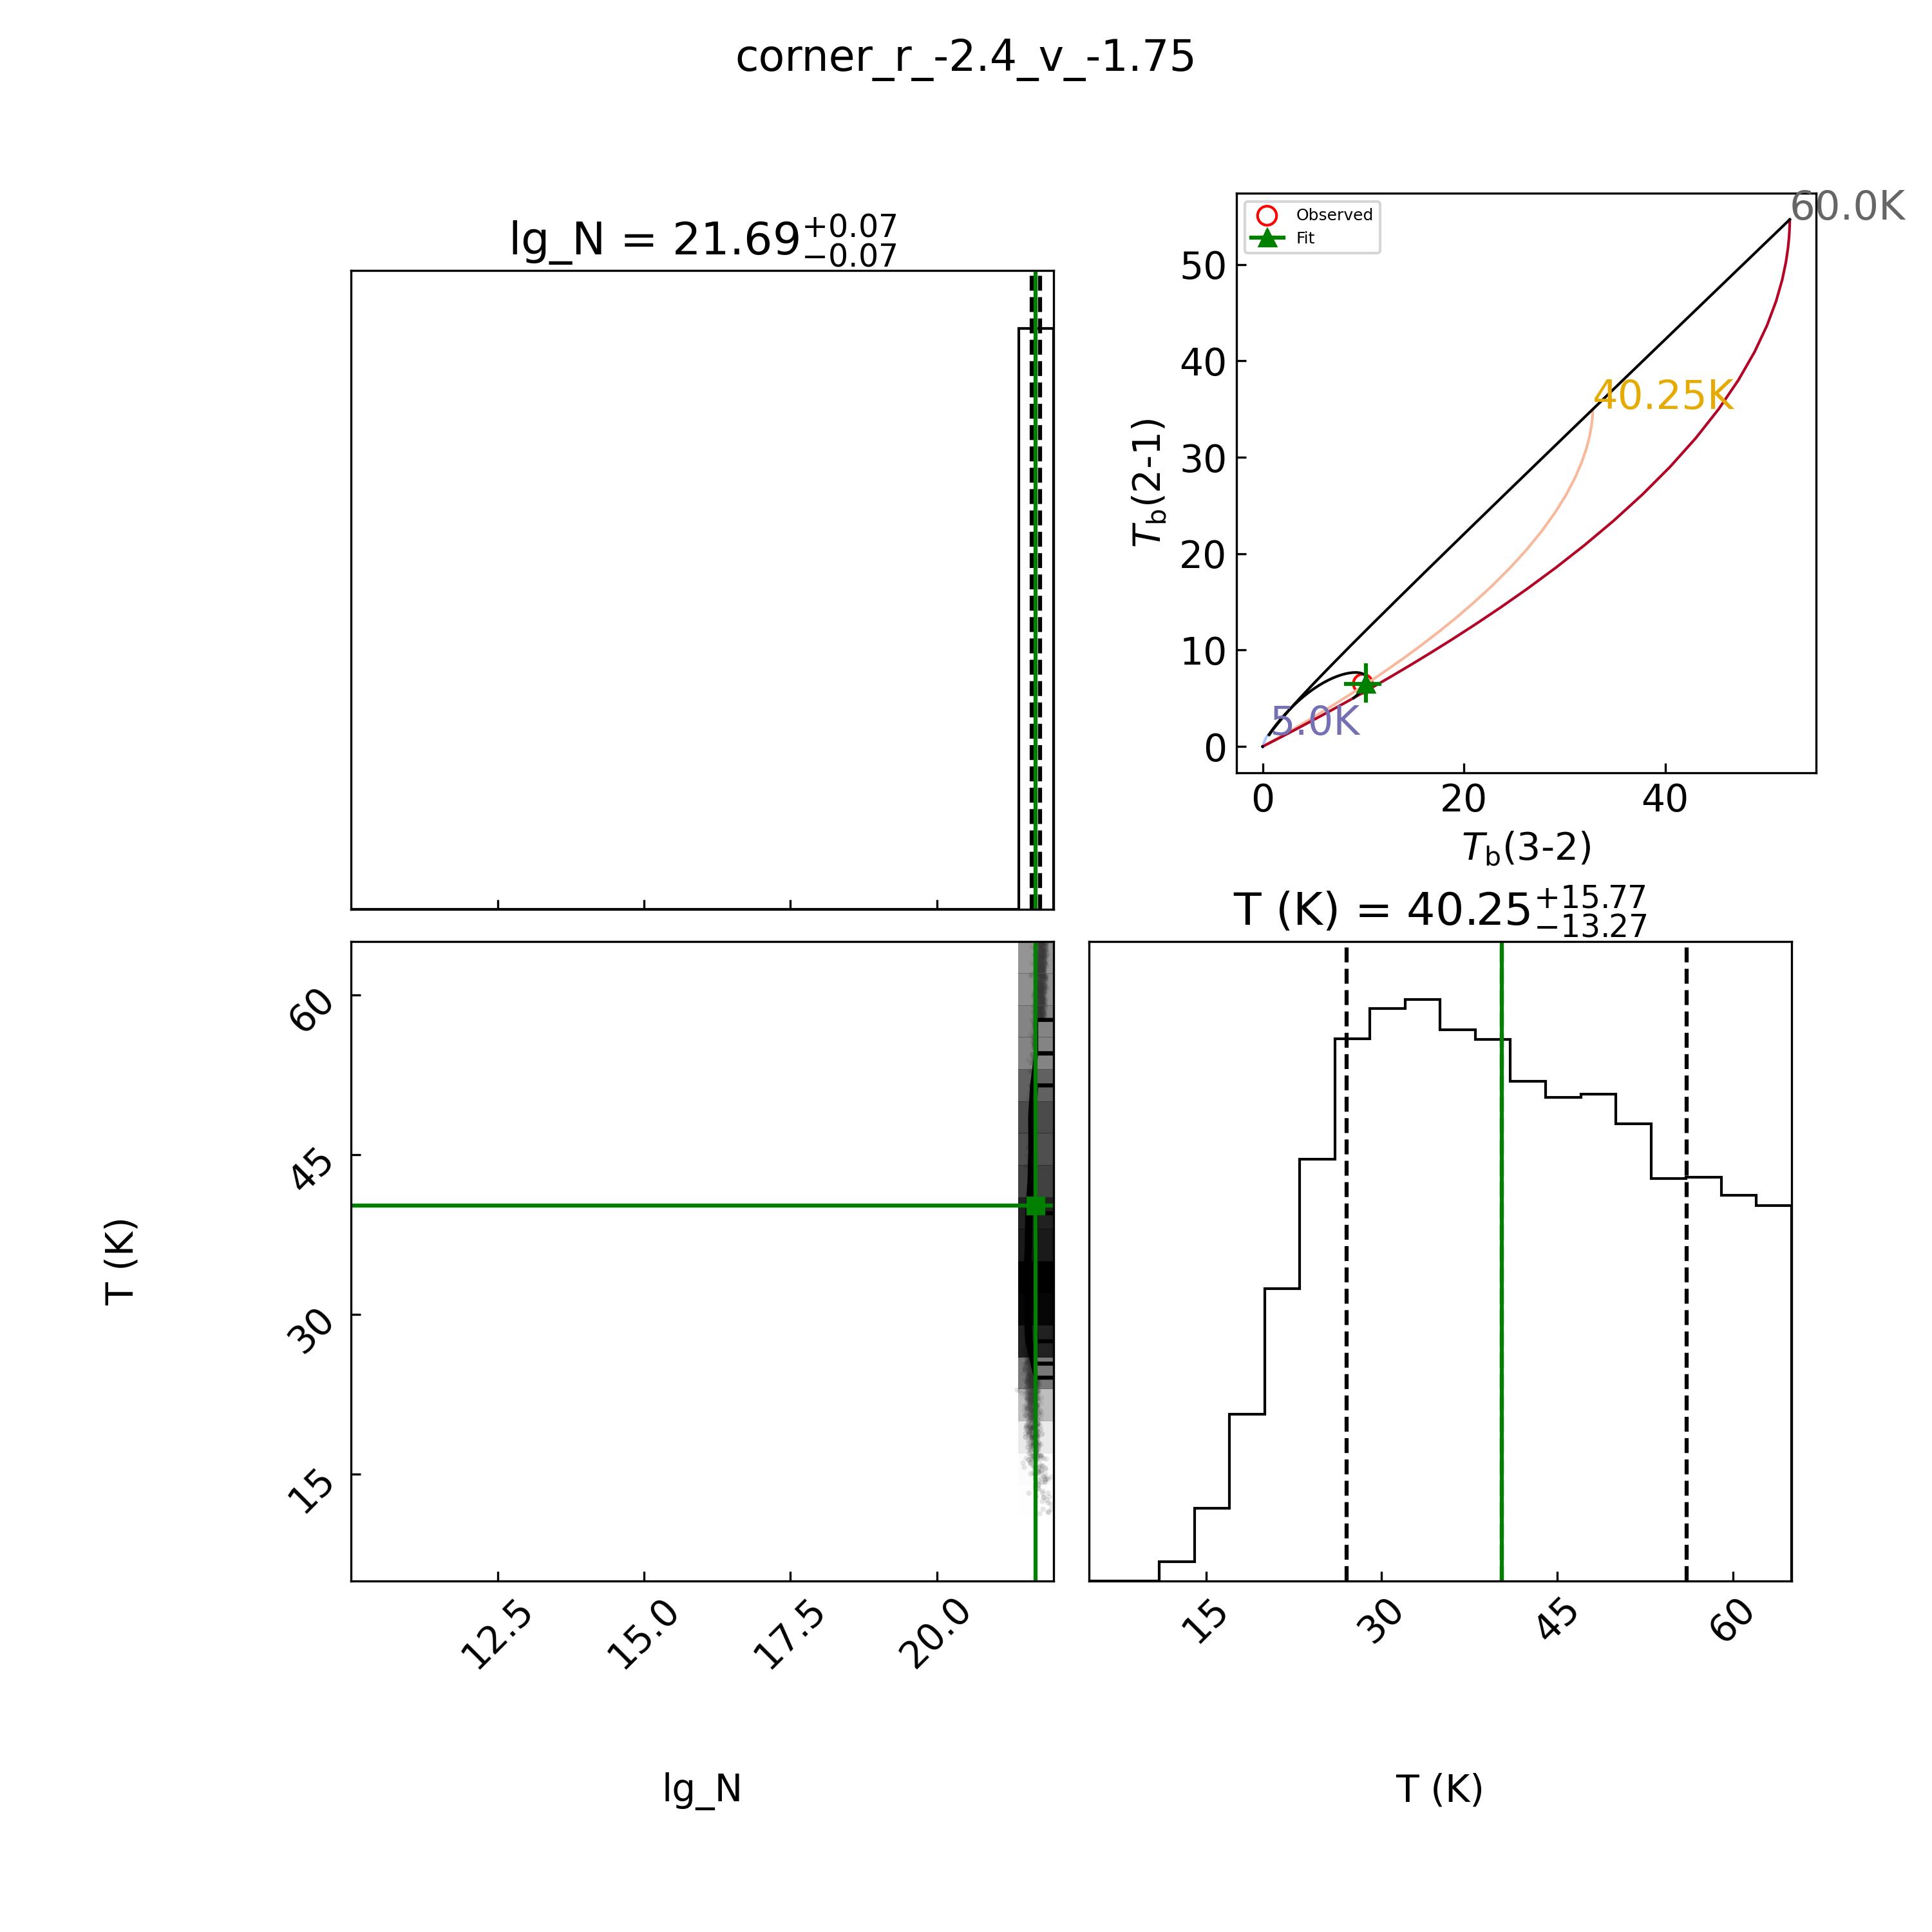 corner_r_-2.4_v_-1.75
lg_N = 21.69+0.07−0.07
60.0K
Observed
Fit
50
40
30
20
10
0
40.25K
5.0K
Tb(2-1)
0 20 40
Tb(3-2)
T (K) = 40.25+15.77−13.27
60
45
30
15
T (K)
12.5 15.0 17.5 20.0
lg_N
15 30 45 60
T (K)